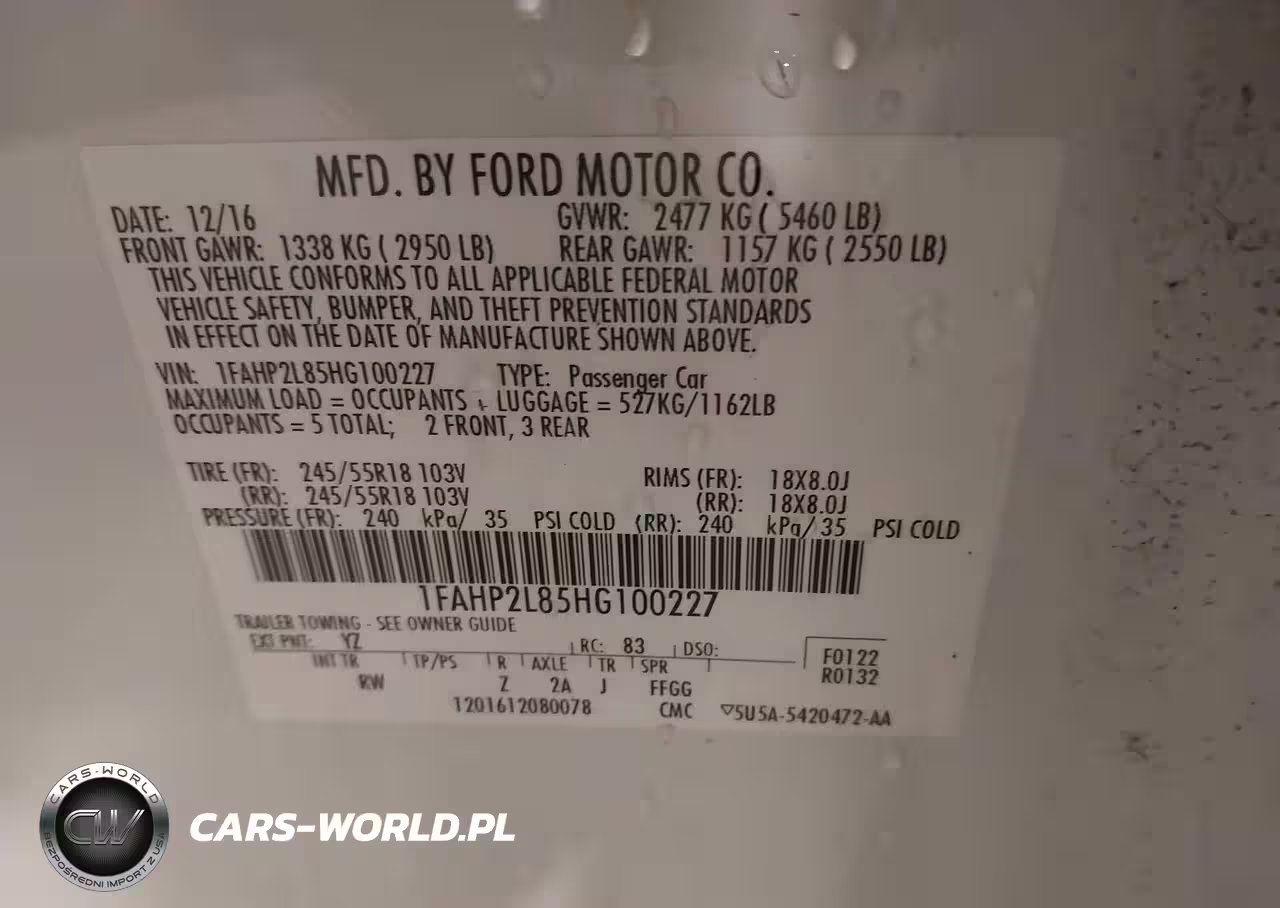 MFD. BY FORD MOTOR CO.
DATE: 12/16 GVWR: 2477 KG ( 5460 LB)
FRONT GAWR: 1338 KG ( 2950 LB) REAR GAWR: 1157 KG ( 2550 LB)
THIS VEHICLE CONFORMS TO ALL APPLICABLE FEDERAL MOTOR
VEHICLE SAFETY, BUMPER, AND THEFT PREVENTION STANDARDS
IN EFFECT ON THE DATE OF MANUFACTURE SHOWN ABOVE.
VIN: 1FAHP2L85HG100227 TYPE: Passenger Car
MAXIMUM LOAD = OCCUPANTS + LUGGAGE = 527KG/1162LB
OCCUPANTS = 5 TOTAL; 2 FRONT, 3 REAR
TIRE (FR): 245/55R18 103V RIMS (FR): 18X8.0J
(RR): 245/55R18 103V (RR): 18X8.0J
PRESSURE (FR): 240 kPa/ 35 PSI COLD (RR): 240 kPa/ 35 PSI COLD
1FAHP2L85HG100227
TRAILER TOWING - SEE OWNER GUIDE
EXT PNT: YZ RC: 83 DSO:
INT TR TP/PS R AXLE TR SPR
RW Z 2A J FFGG
F0122
R0132
1201612080078 CMC ▽5U5A-5420472-AA
CARS-WORLD
CW
BEZPOŚREDNI IMPORT Z USA
CARS-WORLD.PL